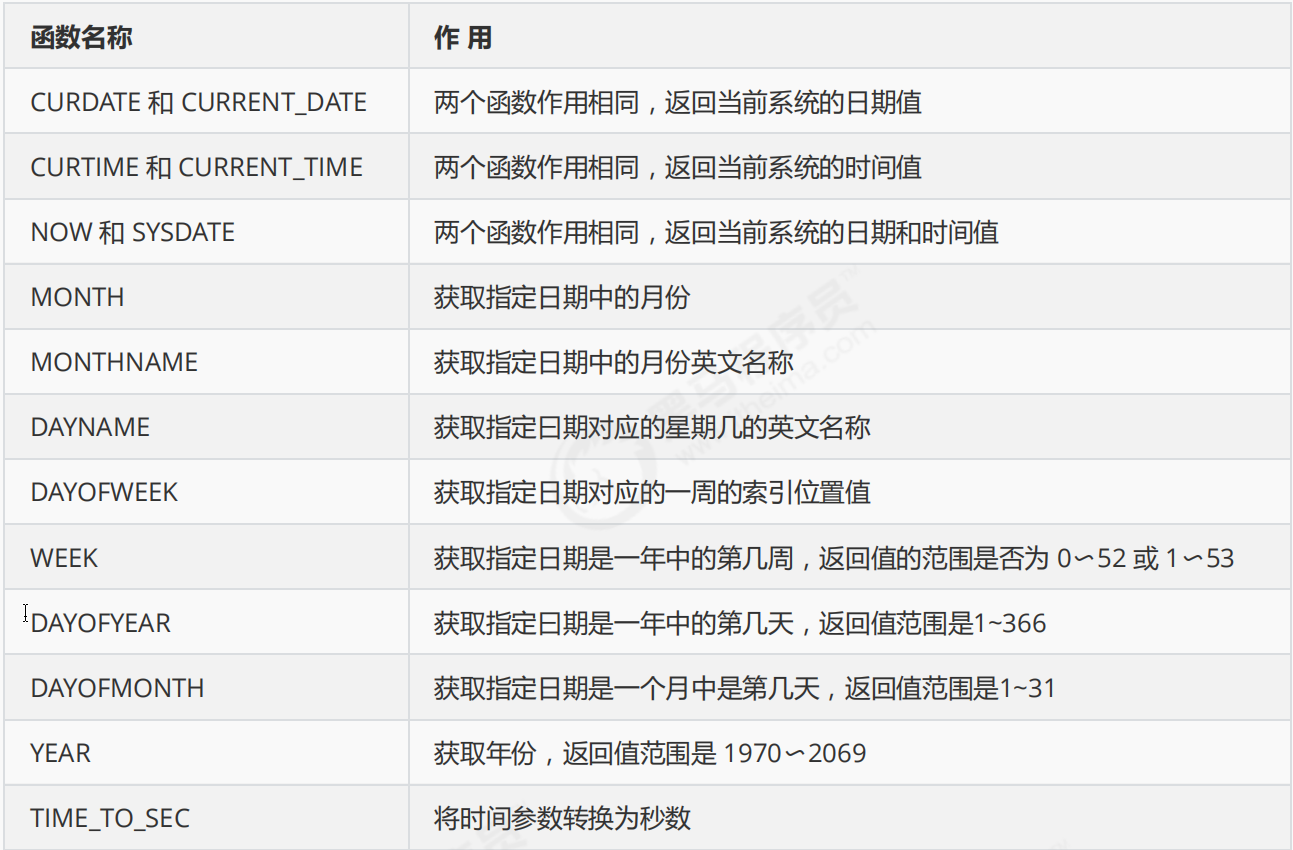 函数名称 作 用
CURDATE 和 CURRENT_DATE 两个函数作用相同，返回当前系统的日期值
CURTIME 和 CURRENT_TIME 两个函数作用相同，返回当前系统的时间值
NOW 和 SYSDATE 两个函数作用相同，返回当前系统的日期和时间值
MONTH 获取指定日期中的月份
MONTHNAME 获取指定日期中的月份英文名称
DAYNAME 获取指定曰期对应的星期几的英文名称
DAYOFWEEK 获取指定日期对应的一周的索引位置值
WEEK 获取指定日期是一年中的第几周，返回值的范围是否为 0〜52 或 1〜53
DAYOFYEAR 获取指定曰期是一年中的第几天，返回值范围是1~366
DAYOFMONTH 获取指定日期是一个月中是第几天，返回值范围是1~31
YEAR 获取年份，返回值范围是 1970〜2069
TIME_TO_SEC 将时间参数转换为秒数
黑马程序员
www.itheima.com